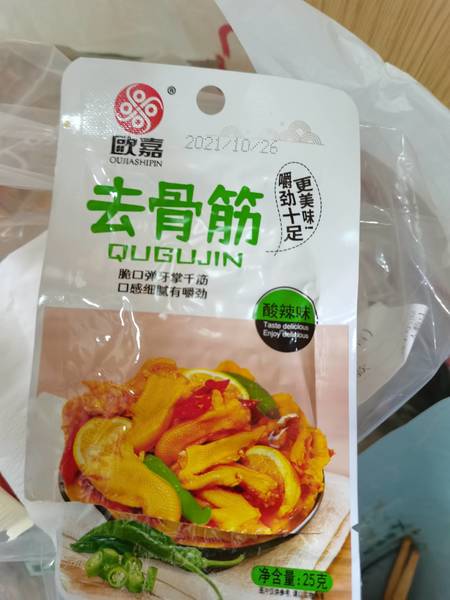 ®
歐嘉
OUJIASHIPIN
2021/10/26
更美味!
嚼劲十足
去骨筋
QUGUJIN
脆口弹牙掌千筋
口感细腻有嚼劲
酸辣味
Taste delicious
Enjoy delicious
净含量:25克